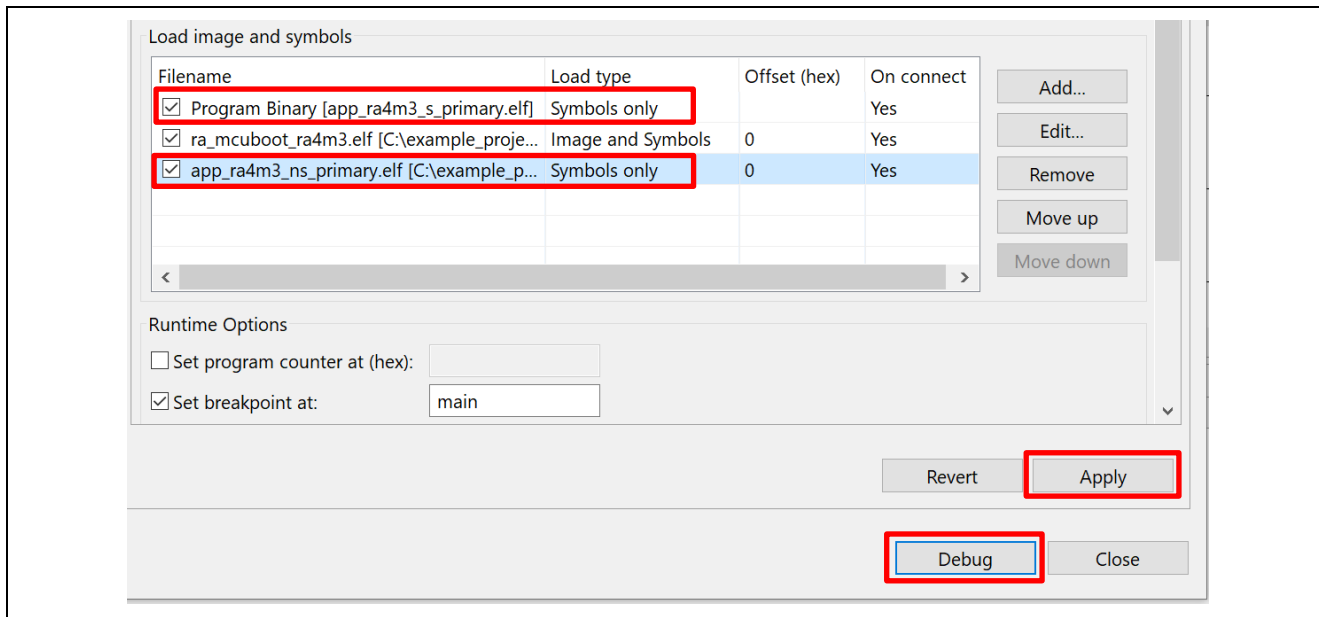 Load image and symbols
Filename Load type Offset (hex) On connect
Program Binary [app_ra4m3_s_primary.elf] Symbols only Yes
Add...
ra_mcuboot_ra4m3.elf [C:\example_proje... Image and Symbols 0 Yes
Edit...
app_ra4m3_ns_primary.elf [C:\example_p... Symbols only 0 Yes
Remove
Move up
Move down
Runtime Options
Set program counter at (hex):
Set breakpoint at: main
Revert Apply
Debug Close